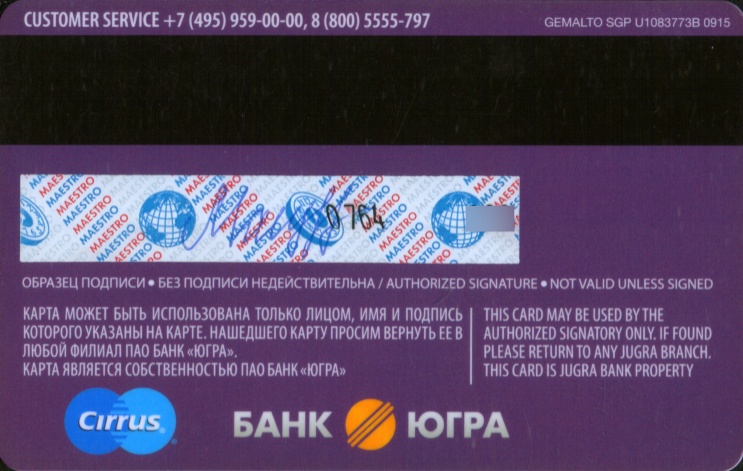 CUSTOMER SERVICE +7 (495) 959-00-00, 8 (800) 5555-797
GEMALTO SGP U1083773B 0915
MAESTRO
0764
ОБРАЗЕЦ ПОДПИСИ ● БЕЗ ПОДПИСИ НЕДЕЙСТВИТЕЛЬНА / AUTHORIZED SIGNATURE ● NOT VALID UNLESS SIGNED
КАРТА МОЖЕТ БЫТЬ ИСПОЛЬЗОВАНА ТОЛЬКО ЛИЦОМ, ИМЯ И ПОДПИСЬ
КОТОРОГО УКАЗАНЫ НА КАРТЕ. НАШЕДШЕГО КАРТУ ПРОСИМ ВЕРНУТЬ ЕЕ В
ЛЮБОЙ ФИЛИАЛ ПАО БАНК «ЮГРА».
КАРТА ЯВЛЯЕТСЯ СОБСТВЕННОСТЬЮ ПАО БАНК «ЮГРА»
THIS CARD MAY BE USED BY THE
AUTHORIZED SIGNATORY ONLY. IF FOUND
PLEASE RETURN TO ANY JUGRA BRANCH.
THIS CARD IS JUGRA BANK PROPERTY
Cirrus
БАНК ЮГРА